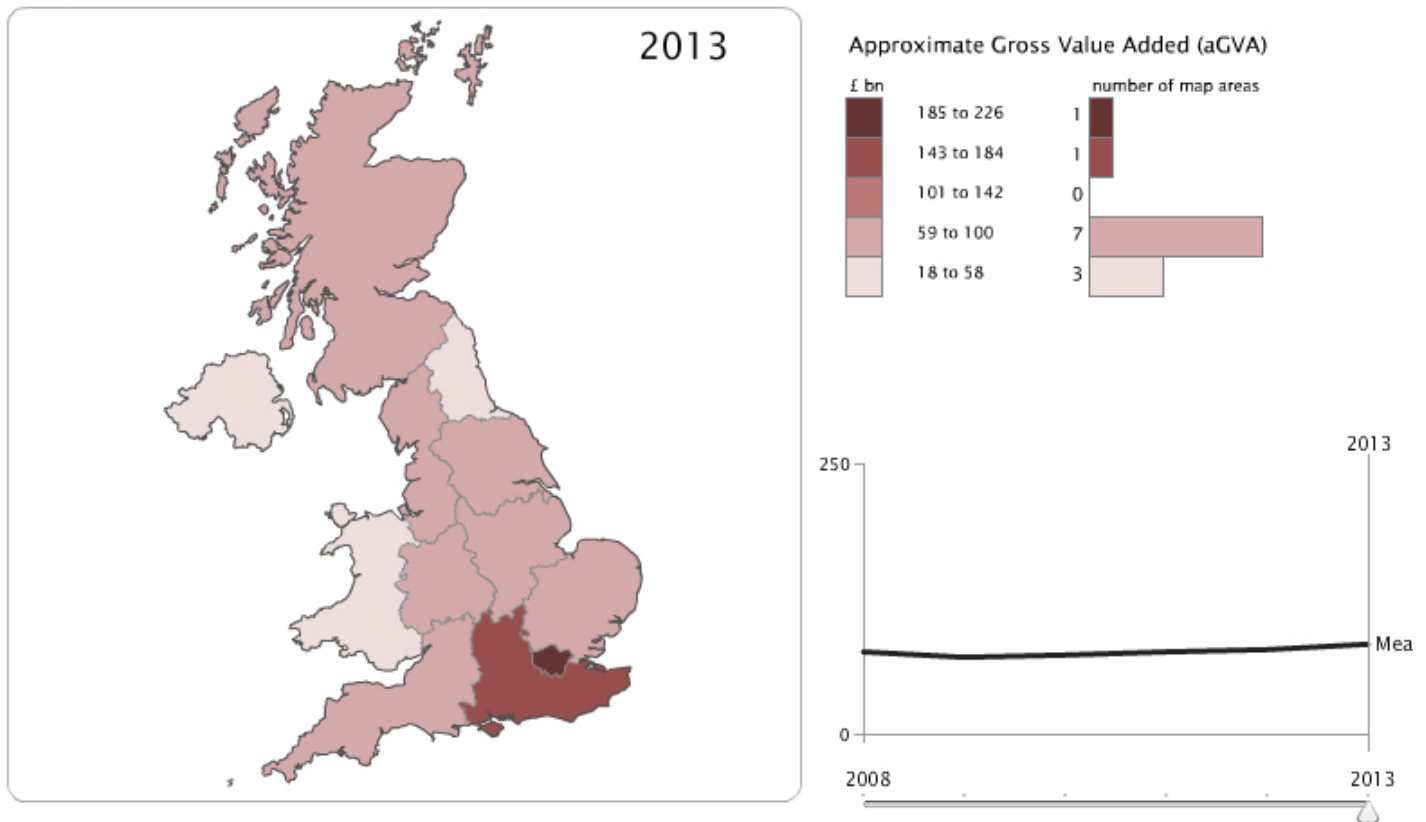 2013
Approximate Gross Value Added (aGVA)
£ bn number of map areas
185 to 226 1
143 to 184 1
101 to 142 0
59 to 100 7
18 to 58 3
2013
250
Mea
0
2008 2013